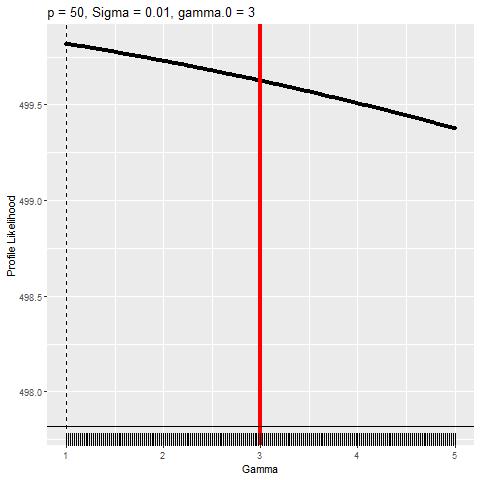 p = 50, Sigma = 0.01, gamma.0 = 3
Profile Likelihood
499.5
499.0
498.5
498.0
1 2 3 4 5
Gamma